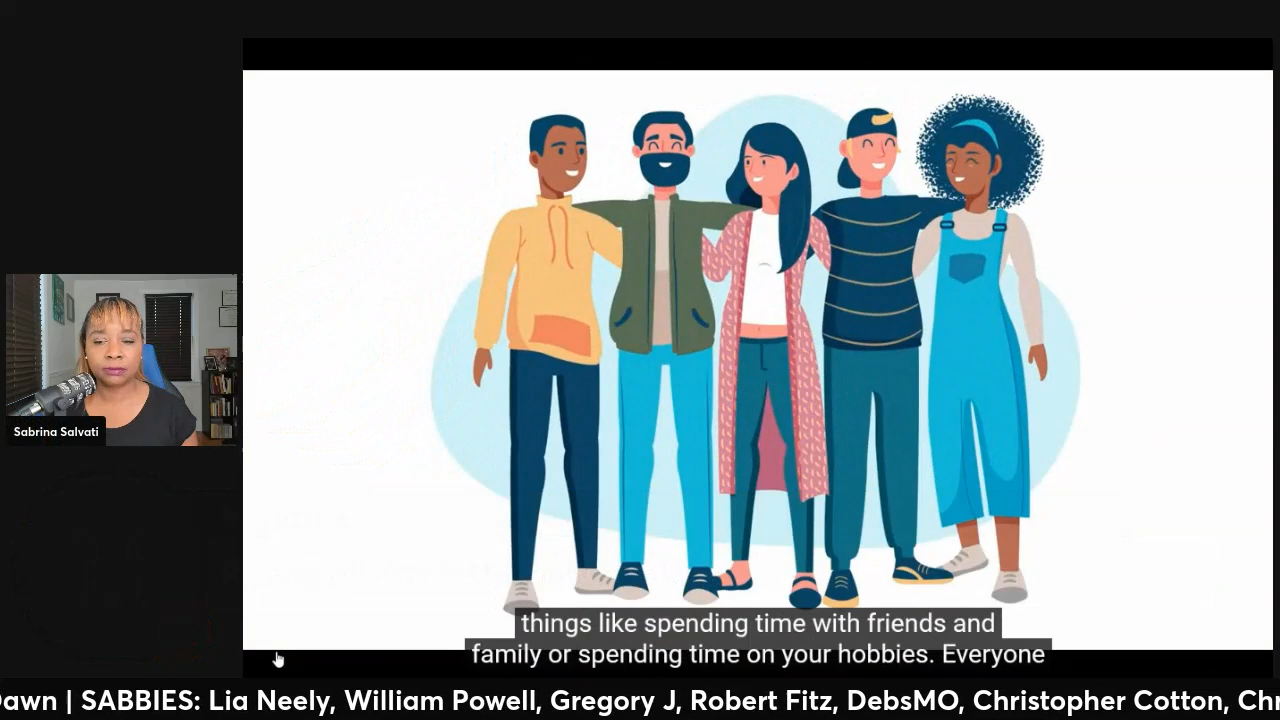 Sabrina Salvati
things like spending time with friends and
family or spending time on your hobbies. Everyone
Dawn | SABBIES: Lia Neely, William Powell, Gregory J, Robert Fitz, DebsMO, Christopher Cotton, Ch